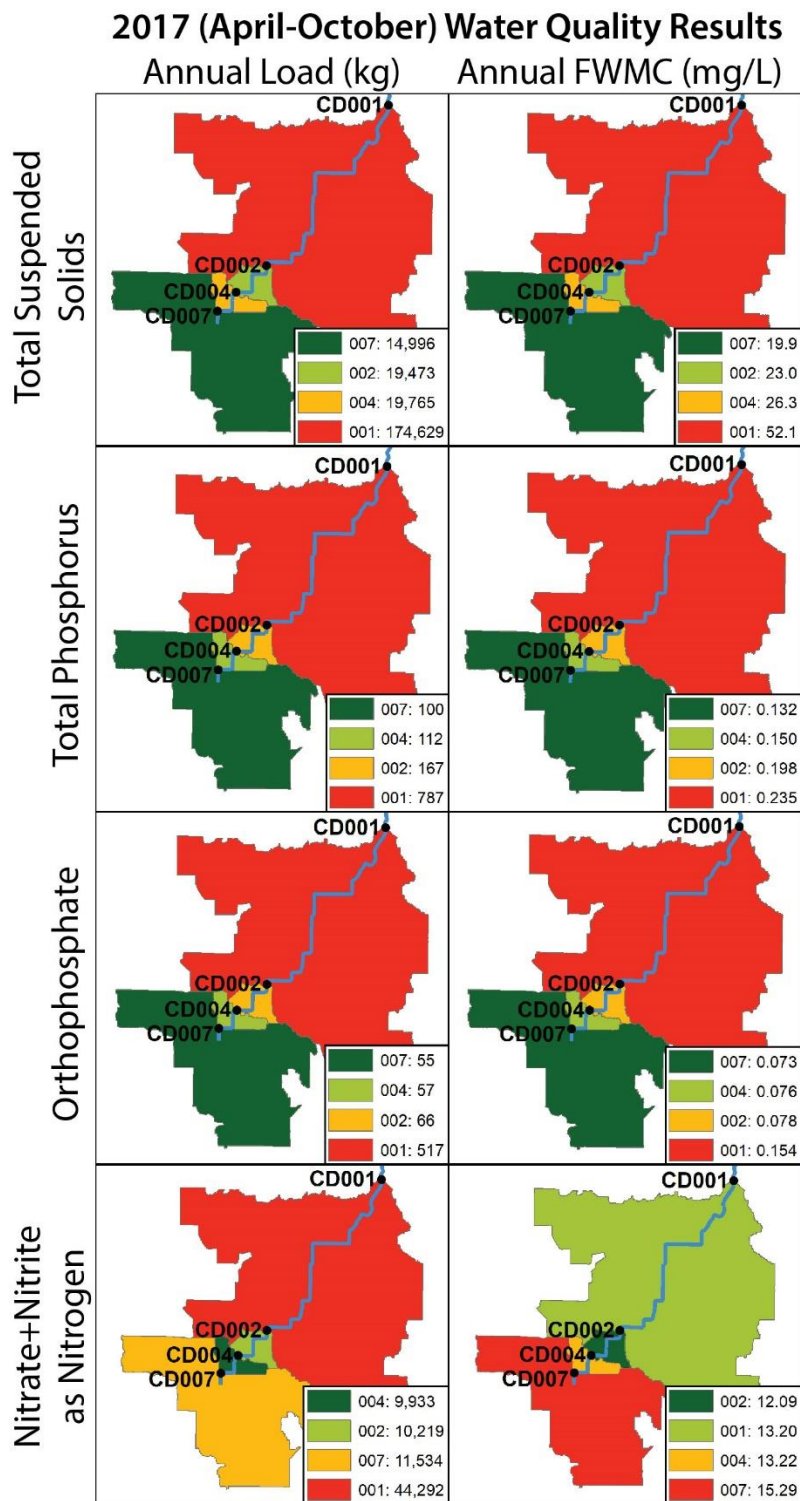 2017 (April-October) Water Quality Results
Annual Load (kg) Annual FWMC (mg/L)
Total Suspended
Solids
CD001
CD002
CD004
CD007
007: 14,996
002: 19,473
004: 19,765
001: 174,629
CD001
CD002
CD004
CD007
007: 19.9
002: 23.0
004: 26.3
001: 52.1
Total Phosphorus
CD001
CD002
CD004
CD007
007: 100
004: 112
002: 167
001: 787
CD001
CD002
CD004
CD007
007: 0.132
004: 0.150
002: 0.198
001: 0.235
Orthophosphate
CD001
CD002
CD004
CD007
007: 55
004: 57
002: 66
001: 517
CD001
CD002
CD004
CD007
007: 0.073
004: 0.076
002: 0.078
001: 0.154
Nitrate+Nitrite
as Nitrogen
CD001
CD002
CD004
CD007
004: 9,933
002: 10,219
007: 11,534
001: 44,292
CD001
CD002
CD004
CD007
002: 12.09
001: 13.20
004: 13.22
007: 15.29